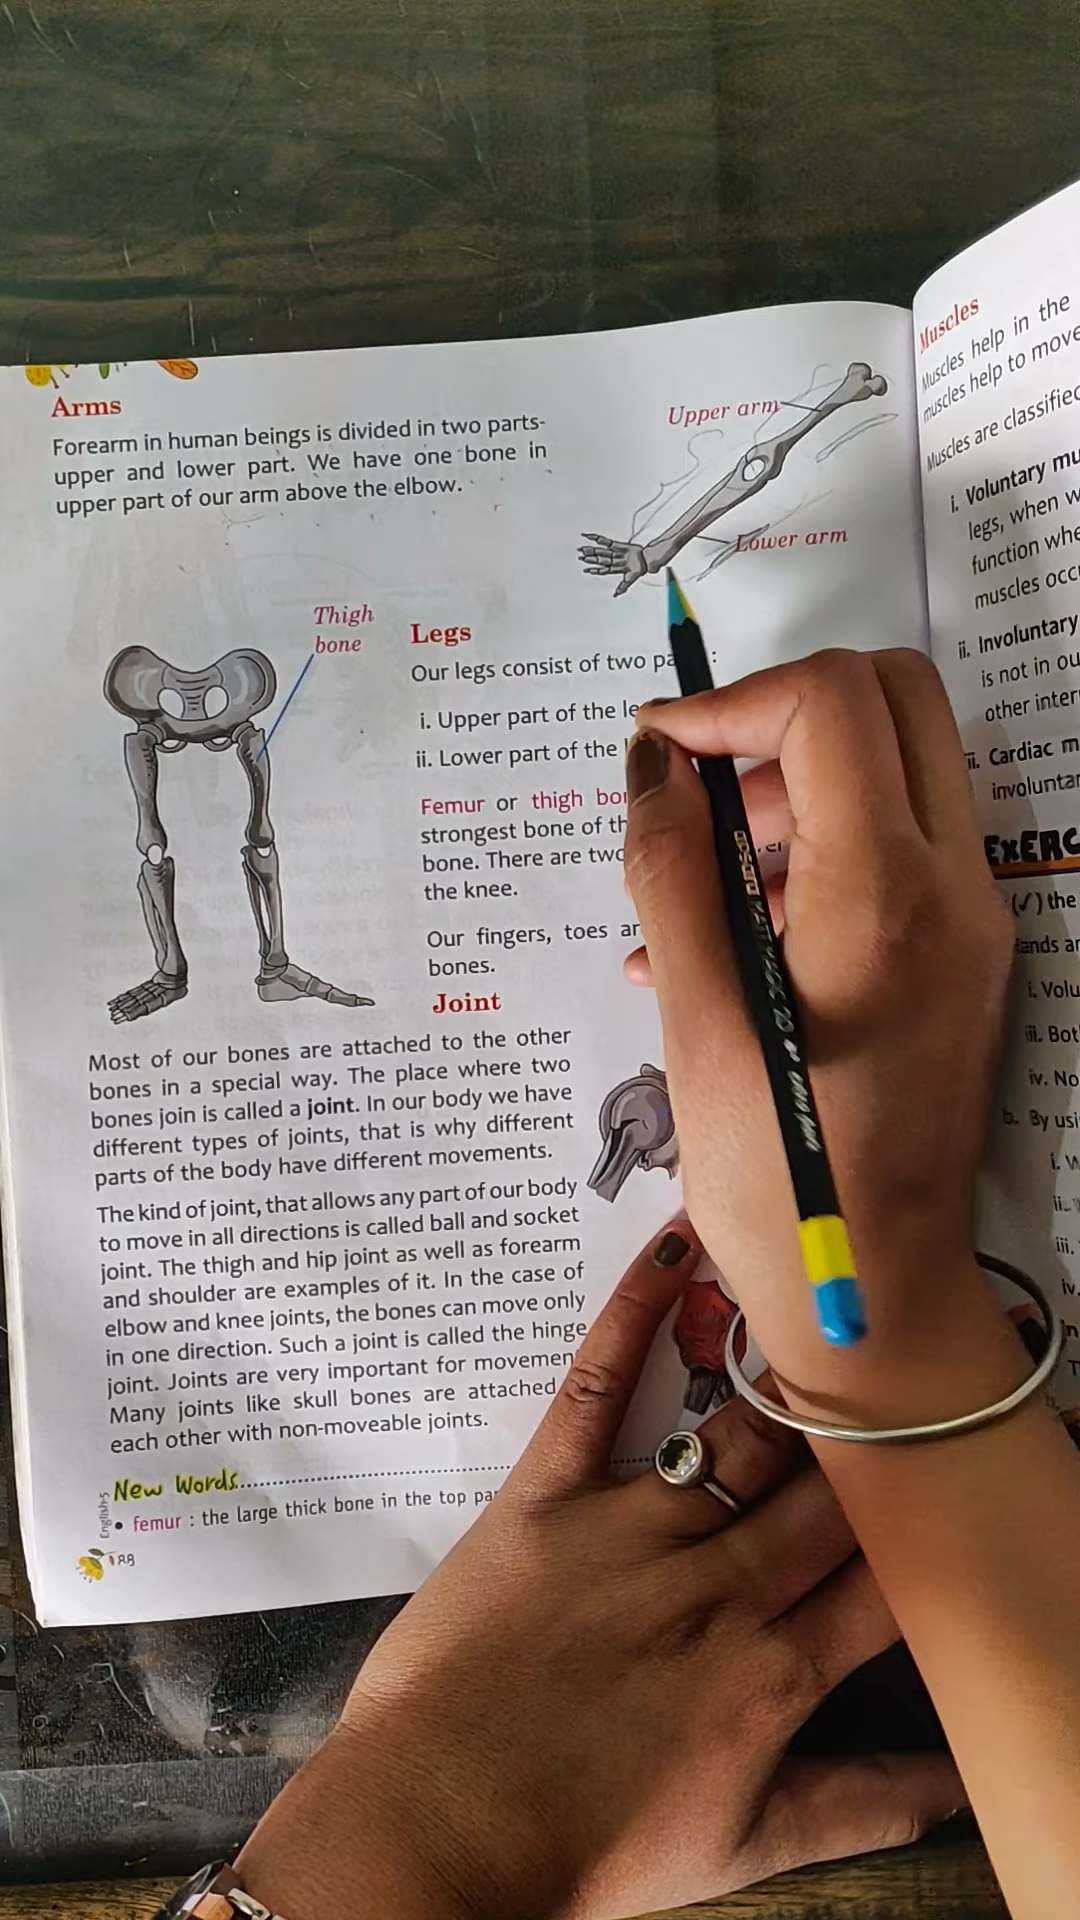 Arms
Forearm in human beings is divided in two parts-
upper and lower part. We have one bone in
upper part of our arm above the elbow.
Upper arm
Lower arm
Thigh
bone
Legs
Our legs consist of two pa :
i. Upper part of the le
ii. Lower part of the
Femur or thigh bo
strongest bone of th
bone. There are two
the knee.
Our fingers, toes ar
bones.
Joint
Most of our bones are attached to the other
bones in a special way. The place where two
bones join is called a joint. In our body we have
different types of joints, that is why different
parts of the body have different movements.
The kind of joint, that allows any part of our body
to move in all directions is called ball and socket
joint. The thigh and hip joint as well as forearm
and shoulder are examples of it. In the case of
elbow and knee joints, the bones can move only
in one direction. Such a joint is called the hinge
joint. Joints are very important for movemen
Many joints like skull bones are attached
each other with non-moveable joints.
New Words
• femur : the large thick bone in the top pa
English-5
88
Muscles
Muscles help in the
muscles help to move
Muscles are classified
i. Voluntary mu
legs, when w
function whe
muscles occ
ii. Involuntary
is not in ou
other inter
ii. Cardiac m
involuntar
EXERC
(✓) the
ands ar
i. Volu
iii. Bot
iv. No
b. By usi
i.
ii.
iii.
iv.